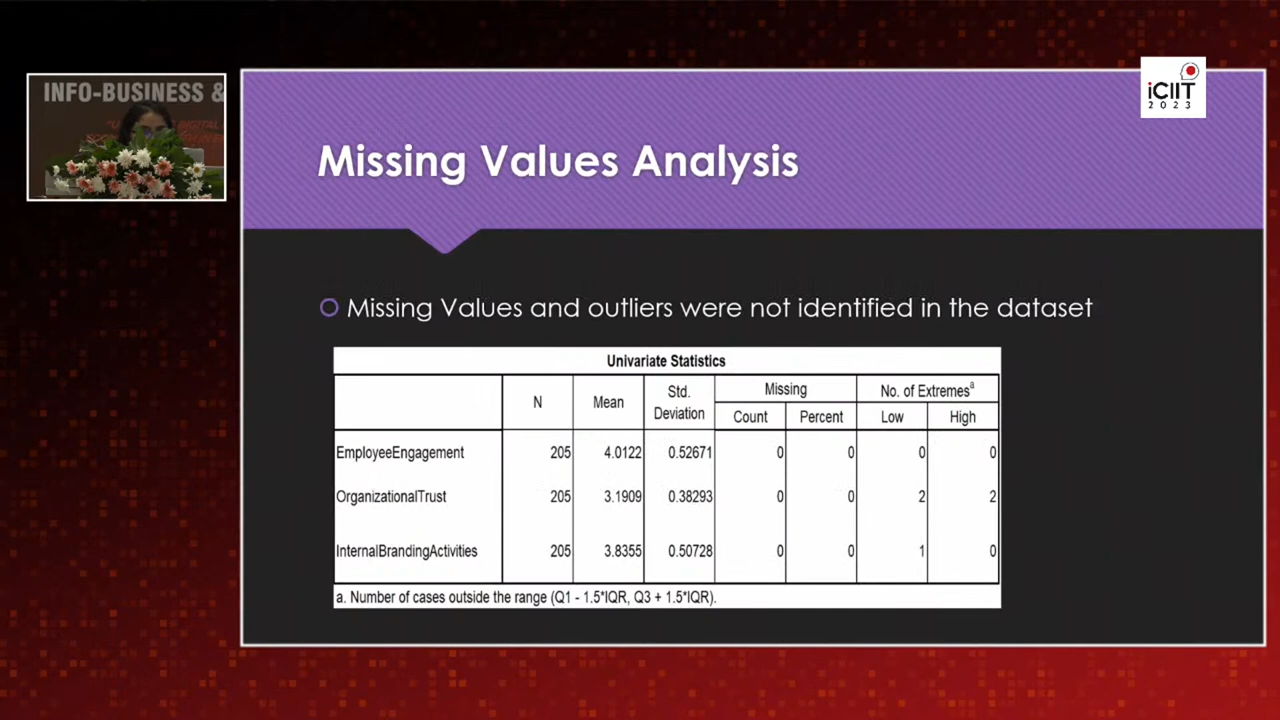 iCIIT
2023
INFO-BUSINESS &
Missing Values Analysis
Missing Values and outliers were not identified in the dataset
Univariate Statistics
N Mean Std. Deviation Missing No. of Extremesa
Count Percent Low High
EmployeeEngagement 205 4.0122 0.52671 0 0 0 0
OrganizationalTrust 205 3.1909 0.38293 0 0 2 2
InternalBrandingActivities 205 3.8355 0.50728 0 0 1 0
a. Number of cases outside the range (Q1 - 1.5*IQR, Q3 + 1.5*IQR).